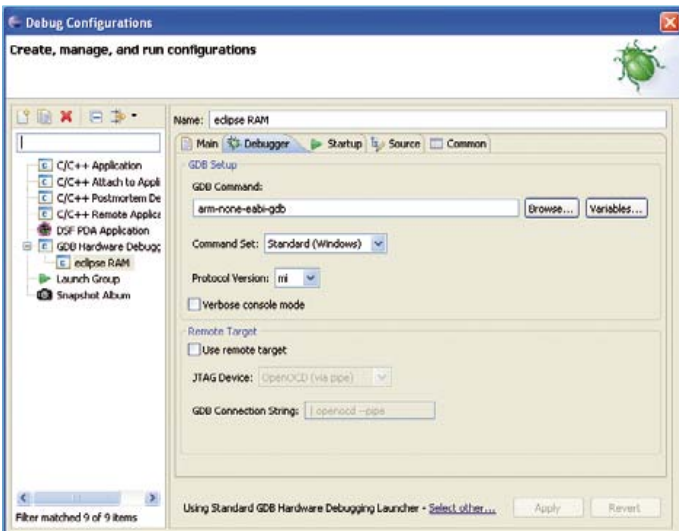 Debug Configurations
Create, manage, and run configurations
C/C++ Application
C/C++ Attach to Appli
C/C++ Postmortem De
C/C++ Remote Applica
DSF PDA Application
GDB Hardware Debugg
eclipse RAM
Launch Group
Snapshot Album
Filter matched 9 of 9 items
Name: eclipse RAM
Main Debugger Startup Source Common
GDB Setup
GDB Command:
arm-none-eabi-gdb Browse... Variables...
Command Set: Standard (Windows)
Protocol Version: mi
Verbose console mode
Remote Target
Use remote target
JTAG Device: OpenOCD (via pipe)
GDB Connection String: | openocd --pipe
Using Standard GDB Hardware Debugging Launcher - Select other... Apply Revert